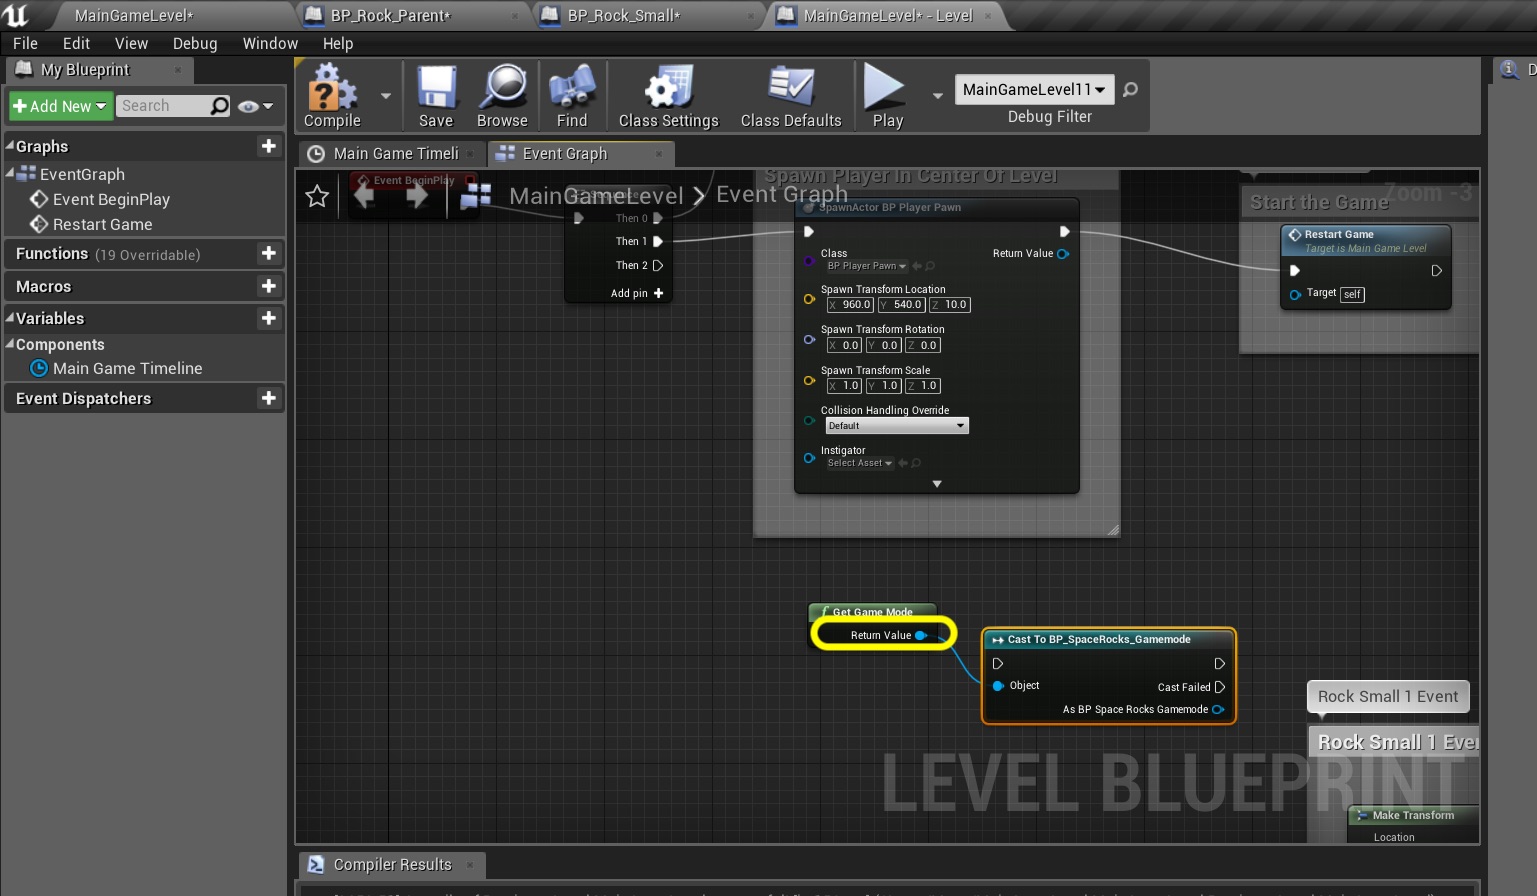 MainGameLevel*
BP_Rock_Parent*
BP_Rock_Small*
MainGameLevel* - Level
File Edit View Debug Window Help
My Blueprint
Add New
Search
Graphs
EventGraph
Event BeginPlay
Restart Game
Functions (19 Overridable)
Macros
Variables
Components
Main Game Timeline
Event Dispatchers
Compile
Save
Browse
Find
Class Settings
Class Defaults
Play
MainGameLevel11
Debug Filter
D
Main Game Timeli
Event Graph
MainGameLevel > Event Graph
Zoom -3
Event BeginPlay
Sequence
Then 0
Then 1
Then 2
Add pin
Spawn Player In Center Of Level
SpawnActor BP Player Pawn
Class
BP Player Pawn
Return Value
Spawn Transform Location
X 960.0 Y 540.0 Z 10.0
Spawn Transform Rotation
X 0.0 Y 0.0 Z 0.0
Spawn Transform Scale
X 1.0 Y 1.0 Z 1.0
Collision Handling Override
Default
Instigator
Select Asset
Start the Game
Restart Game
Target is Main Game Level
Target self
Get Game Mode
Return Value
Cast To BP_SpaceRocks_Gamemode
Object
Cast Failed
As BP Space Rocks Gamemode
Rock Small 1 Event
Rock Small 1 Eve
LEVEL BLUEPRINT
Make Transform
Location
Compiler Results